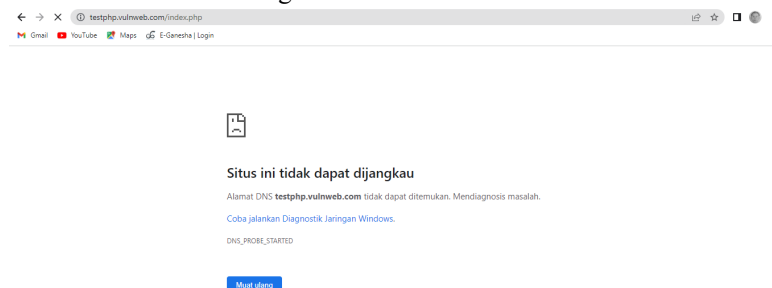 testphp.vulnweb.com/index.php
Gmail YouTube Maps E-Ganesha | Login
Situs ini tidak dapat dijangkau
Alamat DNS testphp.vulnweb.com tidak dapat ditemukan. Mendiagnosis masalah.
Coba jalankan Diagnostik Jaringan Windows.
DNS_PROBE_STARTED
Muat ulang